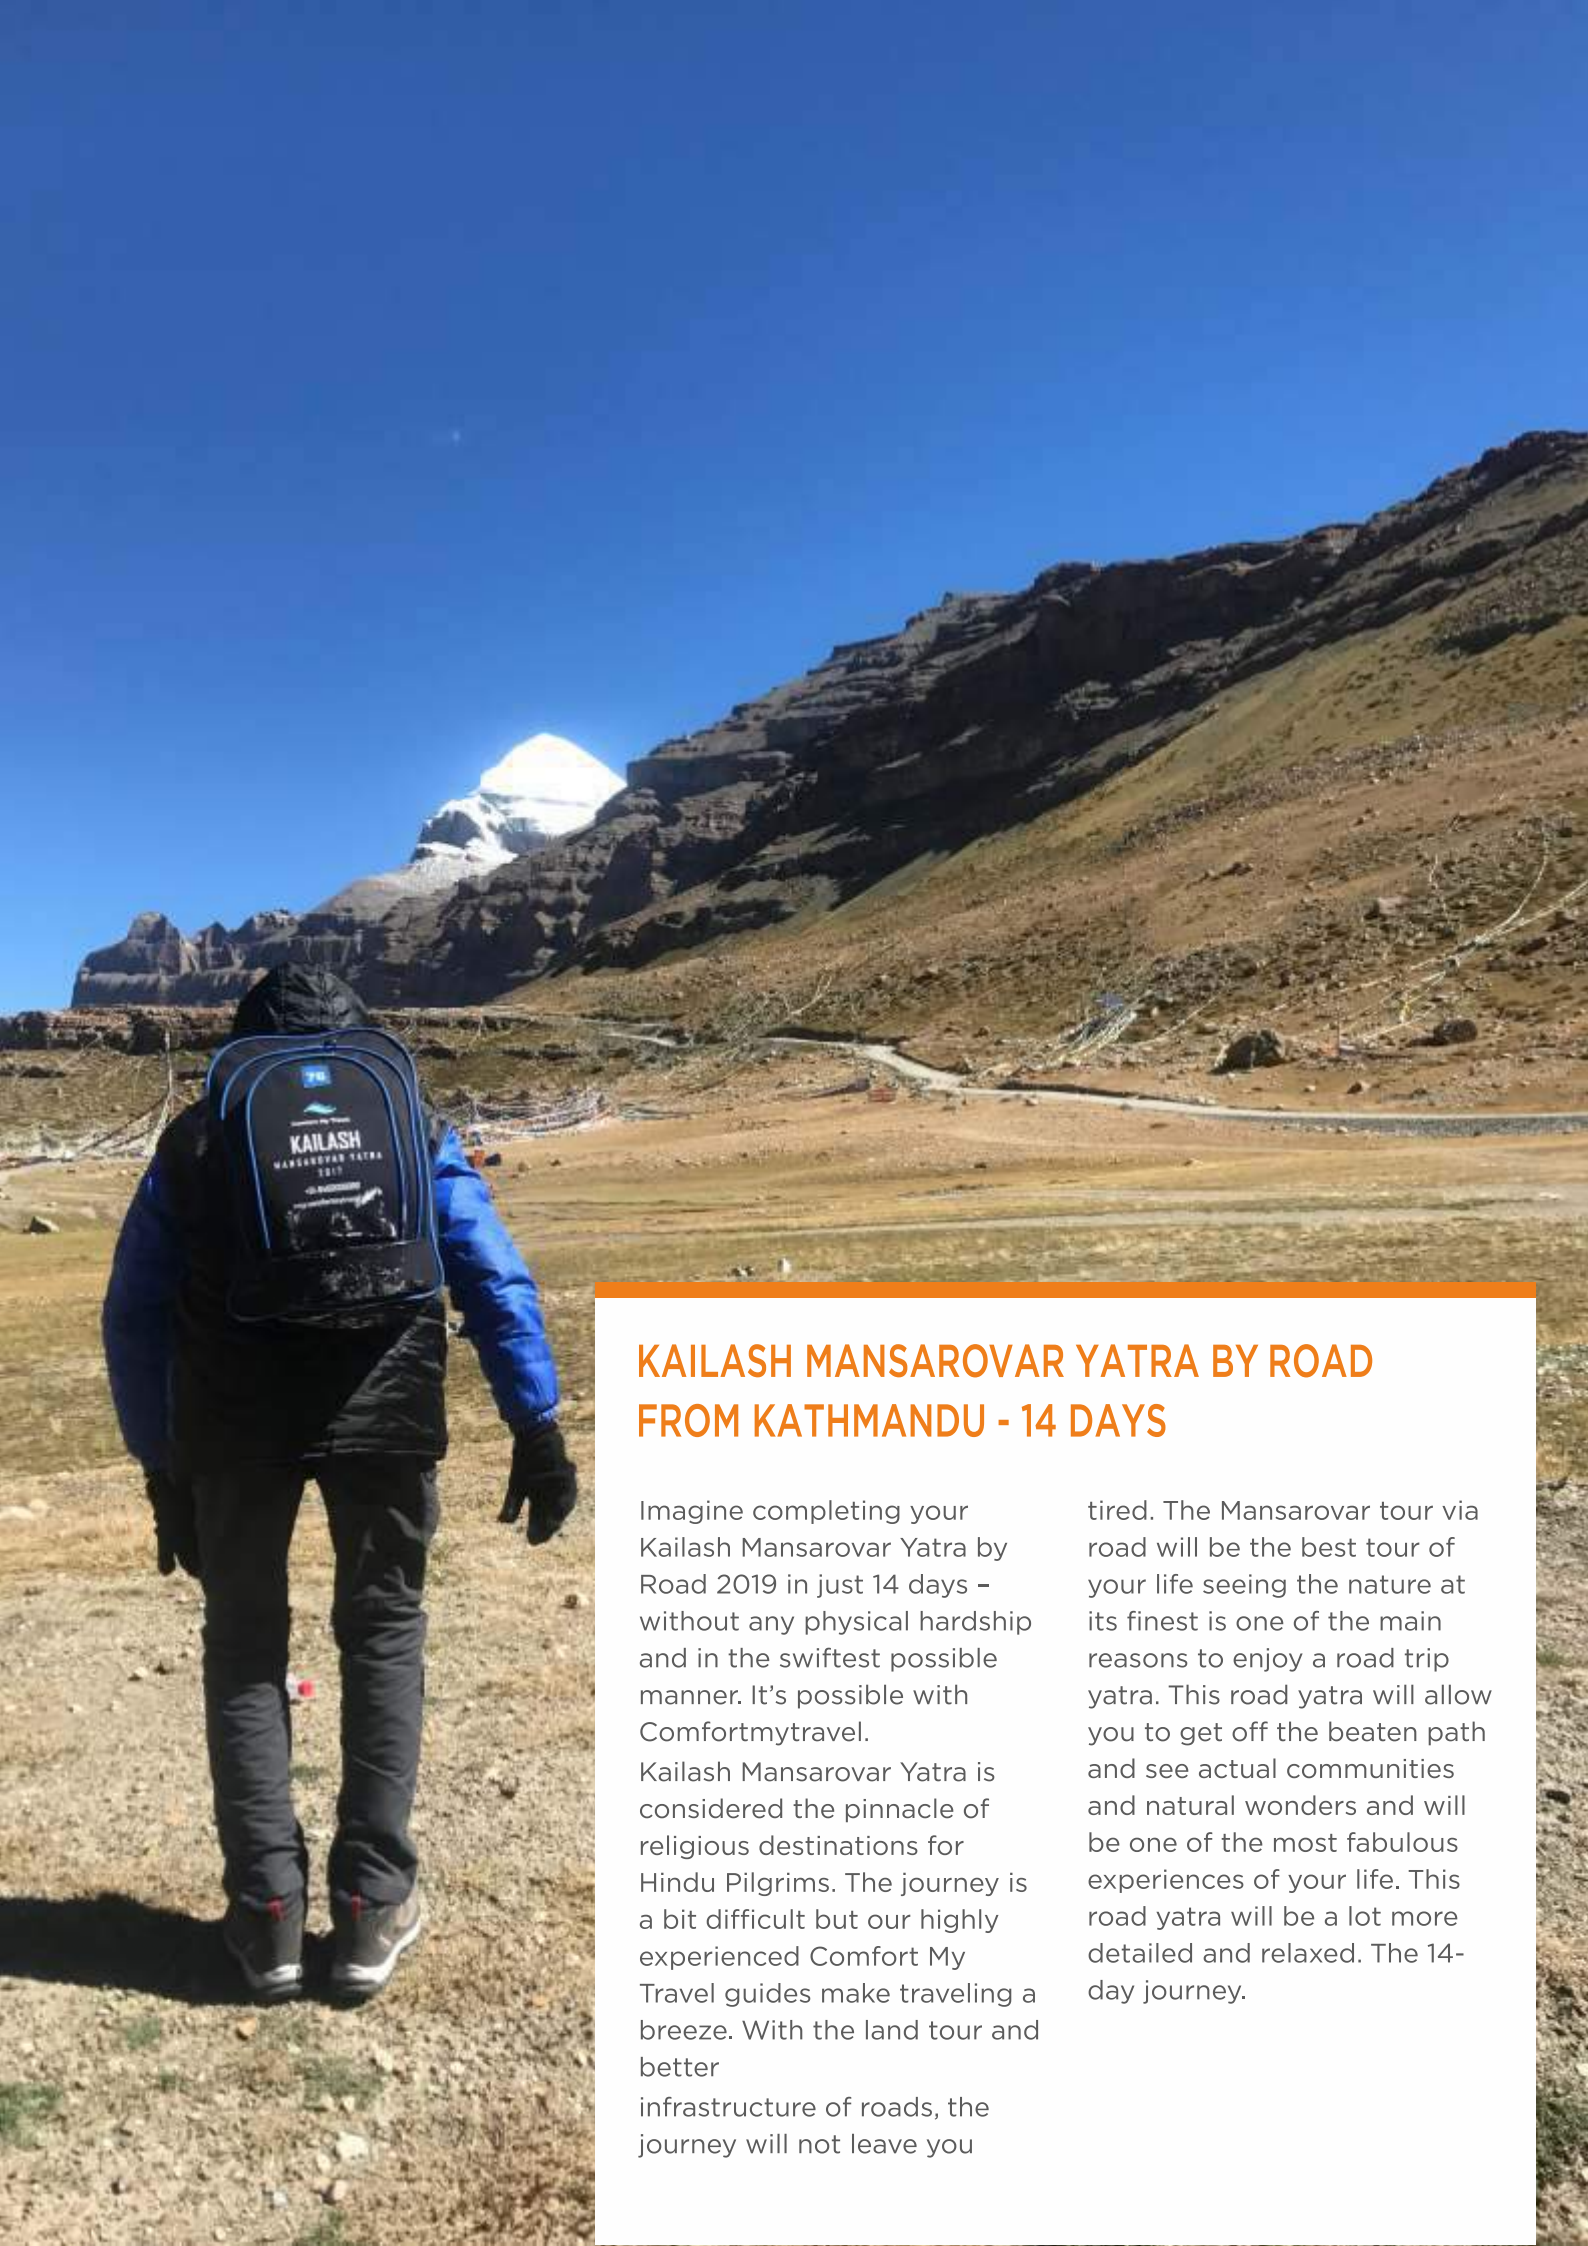 76
KAILASH
MANSAROVAR YATRA
2017
KAILASH MANSAROVAR YATRA BY ROAD
FROM KATHMANDU - 14 DAYS
Imagine completing your
Kailash Mansarovar Yatra by
Road 2019 in just 14 days –
without any physical hardship
and in the swiftest possible
manner. It’s possible with
Comfortmytravel.
Kailash Mansarovar Yatra is
considered the pinnacle of
religious destinations for
Hindu Pilgrims. The journey is
a bit difficult but our highly
experienced Comfort My
Travel guides make traveling a
breeze. With the land tour and
better
infrastructure of roads, the
journey will not leave you
tired. The Mansarovar tour via
road will be the best tour of
your life seeing the nature at
its finest is one of the main
reasons to enjoy a road trip
yatra. This road yatra will allow
you to get off the beaten path
and see actual communities
and natural wonders and will
be one of the most fabulous
experiences of your life. This
road yatra will be a lot more
detailed and relaxed. The 14-
day journey.